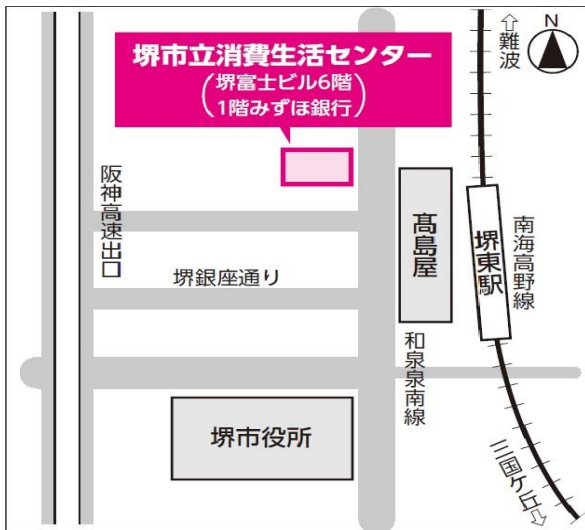 堺市立消費生活センター
(堺富士ビル6階
1階みずほ銀行)
N
難波
阪神高速出口
髙島屋
堺東駅
南海高野線
堺銀座通り
和泉泉南線
堺市役所
三国ケ丘